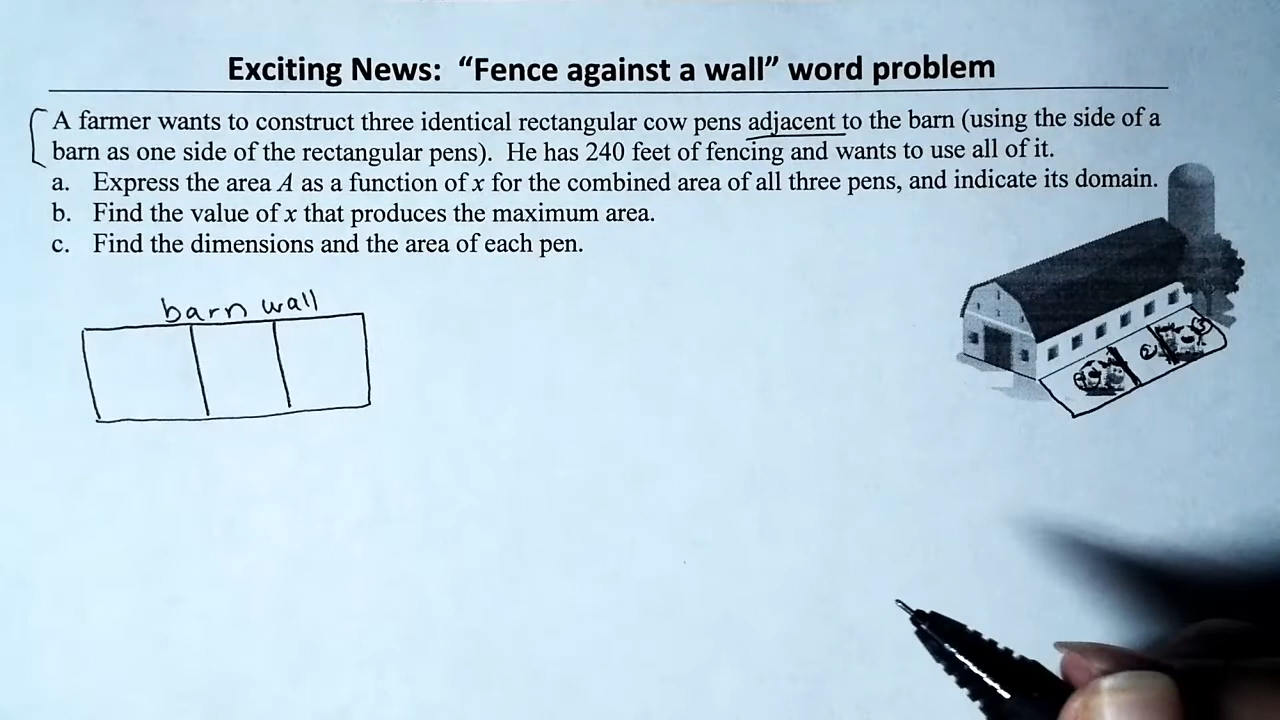 Exciting News: “Fence against a wall” word problem
A farmer wants to construct three identical rectangular cow pens adjacent to the barn (using the side of a
barn as one side of the rectangular pens). He has 240 feet of fencing and wants to use all of it.
a. Express the area A as a function of x for the combined area of all three pens, and indicate its domain.
b. Find the value of x that produces the maximum area.
c. Find the dimensions and the area of each pen.
barn wall
2
3